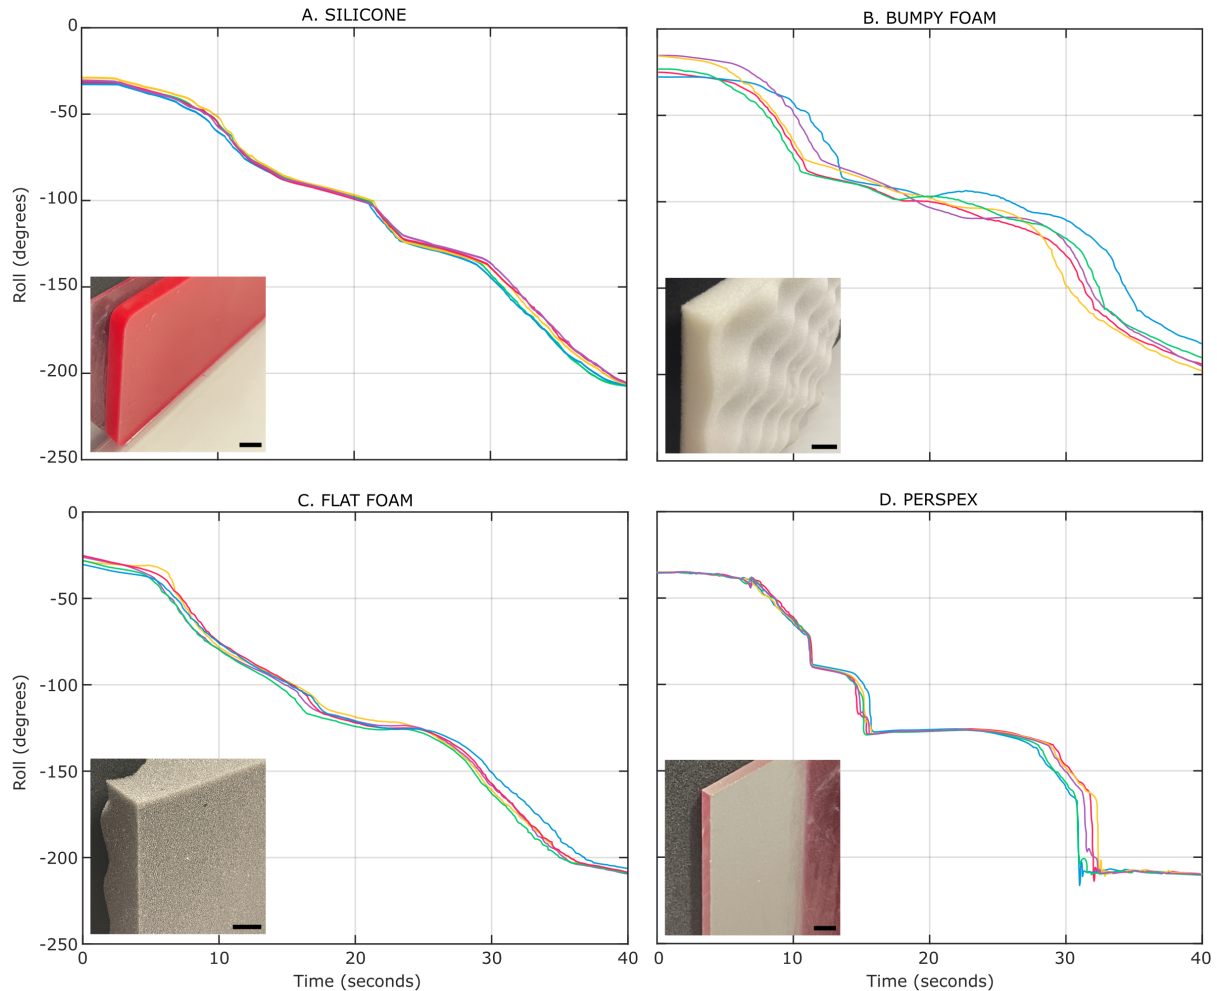 A. SILICONE
B. BUMPY FOAM
0
-50
-100
-150
-200
-250
Roll (degrees)
C. FLAT FOAM
D. PERSPEX
0
-50
-100
-150
-200
-250
Roll (degrees)
0
10
20
30
40
0
10
20
30
40
Time (seconds)
Time (seconds)